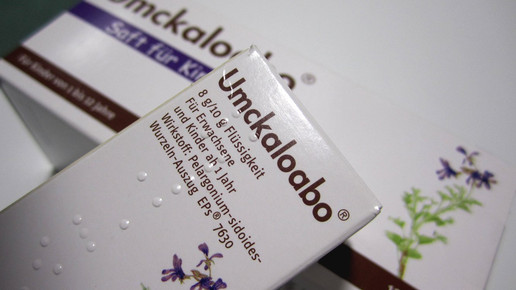 Umckaloabo®
Saft für Ki
Für Kinder von 1 bis 12 Jahre
Umckaloabo®
8 g/10 g Flüssigkeit
Für Erwachsene
und Kinder ab 1 Jahr
Wirkstoff: Pelargonium-sidoides-
Wurzeln-Auszug EPs® 7630